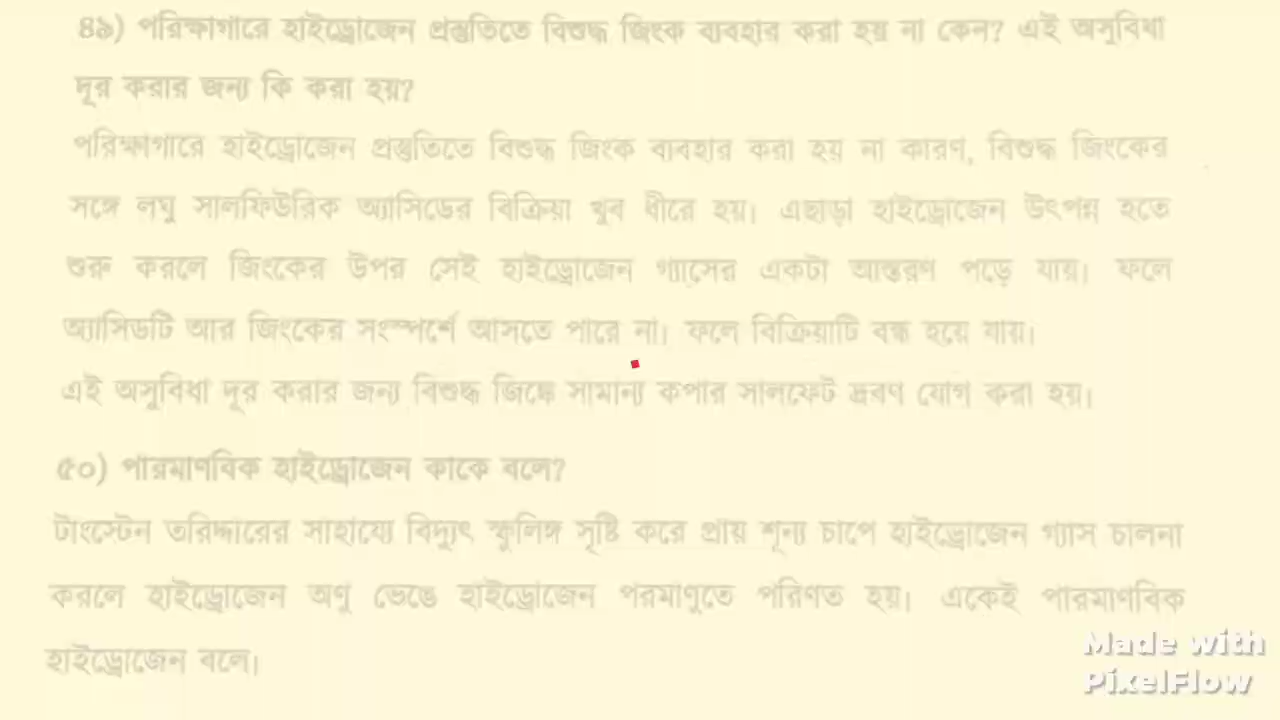 ৪৯) পরিক্ষাগারে হাইড্রোজেন প্রস্তুতিতে বিশুদ্ধ জিংক ব্যবহার করা হয় না কেন? এই অসুবিধা
দূর করার জন্য কি করা হয়?
পরিক্ষাগারে হাইড্রোজেন প্রস্তুতিতে বিশুদ্ধ জিংক ব্যবহার করা হয় না কারণ, বিশুদ্ধ জিংকের
সঙ্গে লঘু সালফিউরিক অ্যাসিডের বিক্রিয়া খুব ধীরে হয়। এছাড়া হাইড্রোজেন উৎপন্ন হতে
শুরু করলে জিংকের উপর সেই হাইড্রোজেন গ্যাসের একটা আস্তরণ পড়ে যায়। ফলে
অ্যাসিডটি আর জিংকের সংস্পর্শে আসতে পারে না। ফলে বিক্রিয়াটি বন্ধ হয়ে যায়।
এই অসুবিধা দূর করার জন্য বিশুদ্ধ জিঙ্কে সামান্য কপার সালফেট দ্রবণ যোগ করা হয়।
৫০) পারমাণবিক হাইড্রোজেন কাকে বলে?
টাংস্টেন তরিদ্দারের সাহায্যে বিদ্যুৎ স্ফুলিঙ্গ সৃষ্টি করে প্রায় শূন্য চাপে হাইড্রোজেন গ্যাস চালনা
করলে হাইড্রোজেন অণু ভেঙে হাইড্রোজেন পরমাণুতে পরিণত হয়। একেই পারমাণবিক
হাইড্রোজেন বলে।
Made with
PixelFlow